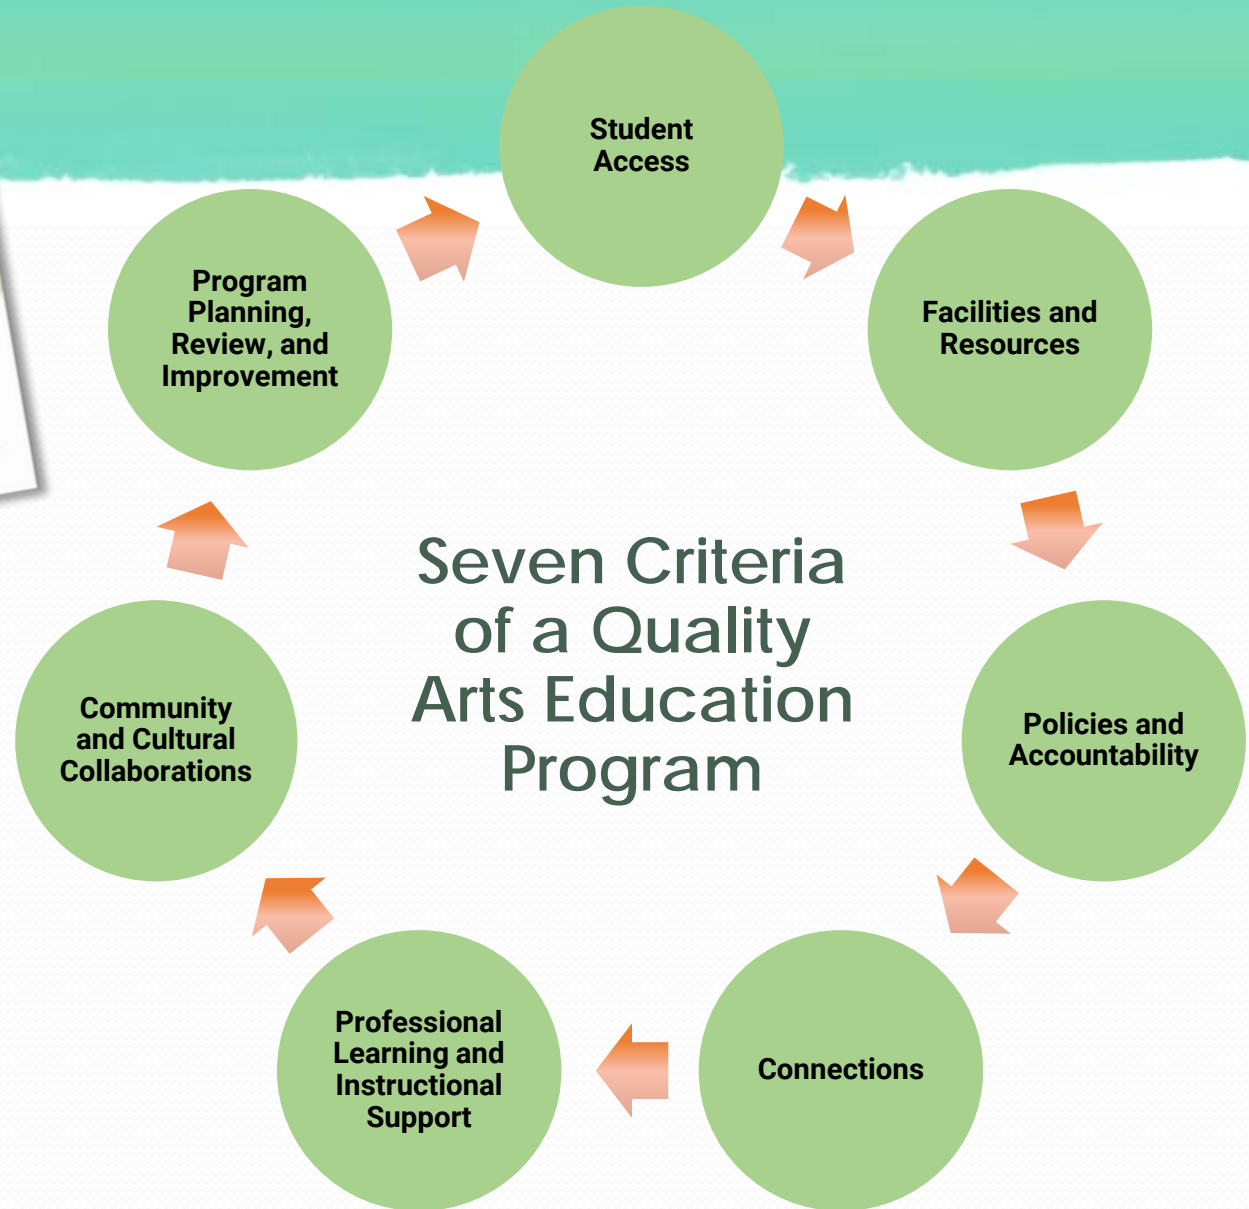 Student
Access
Facilities and
Resources
Policies and
Accountability
Connections
Professional
Learning and
Instructional
Support
Community
and Cultural
Collaborations
Program
Planning,
Review, and
Improvement
Seven Criteria
of a Quality
Arts Education
Program